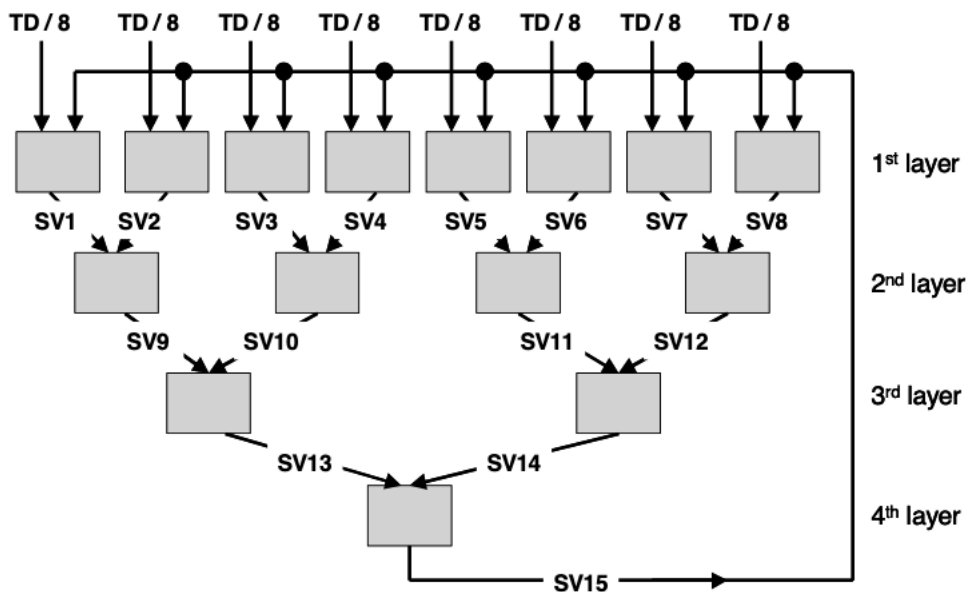 TD / 8 TD / 8 TD / 8 TD / 8 TD / 8 TD / 8 TD / 8 TD / 8
1st layer
SV1 SV2 SV3 SV4 SV5 SV6 SV7 SV8
2nd layer
SV9 SV10 SV11 SV12
3rd layer
SV13 SV14
4th layer
SV15